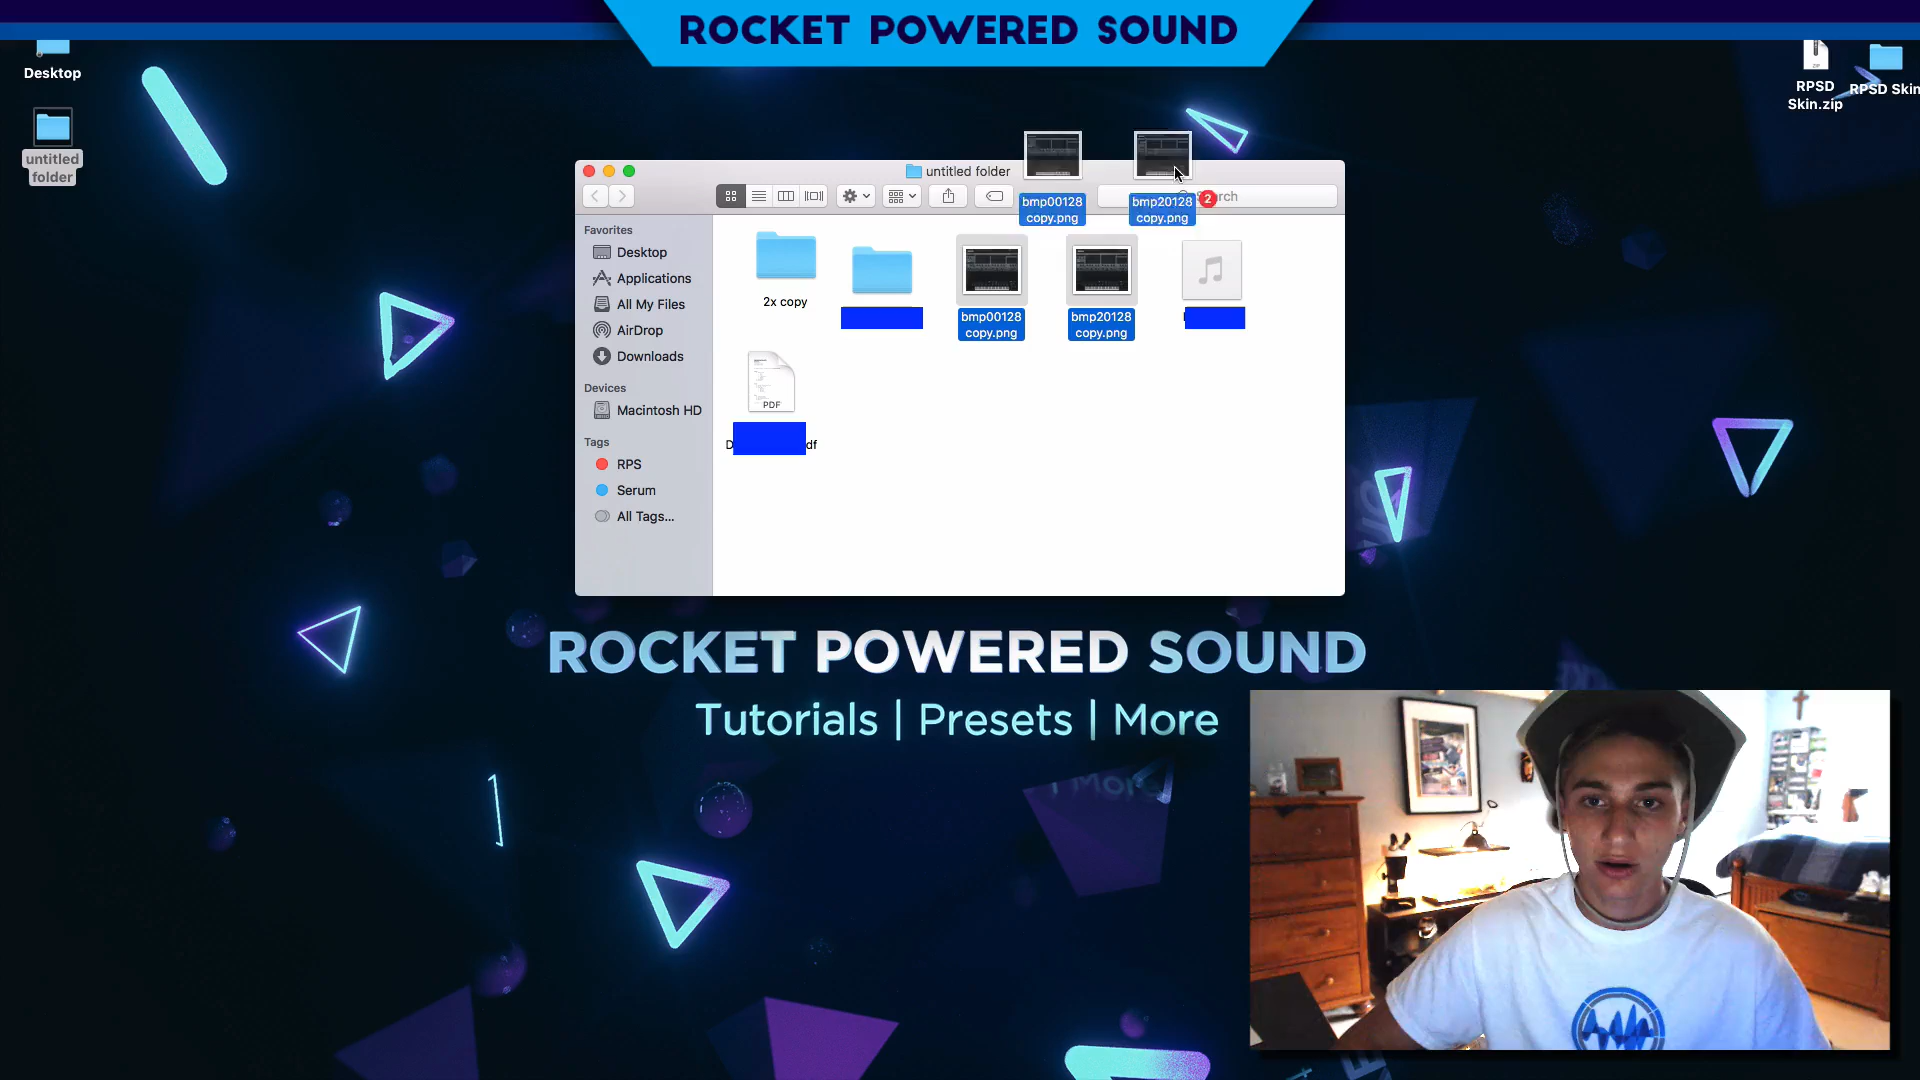 ROCKET POWERED SOUND
Desktop
untitled
folder
RPSD
Skin.zip
RPSD Skin
untitled folder
bmp00128
copy.png
bmp20128
copy.png
2
Favorites
Desktop
Applications
All My Files
AirDrop
Downloads
Devices
Macintosh HD
Tags
RPS
Serum
All Tags...
2x copy
bmp00128
copy.png
bmp20128
copy.png
PDF
D
df
ROCKET POWERED SOUND
Tutorials | Presets | More